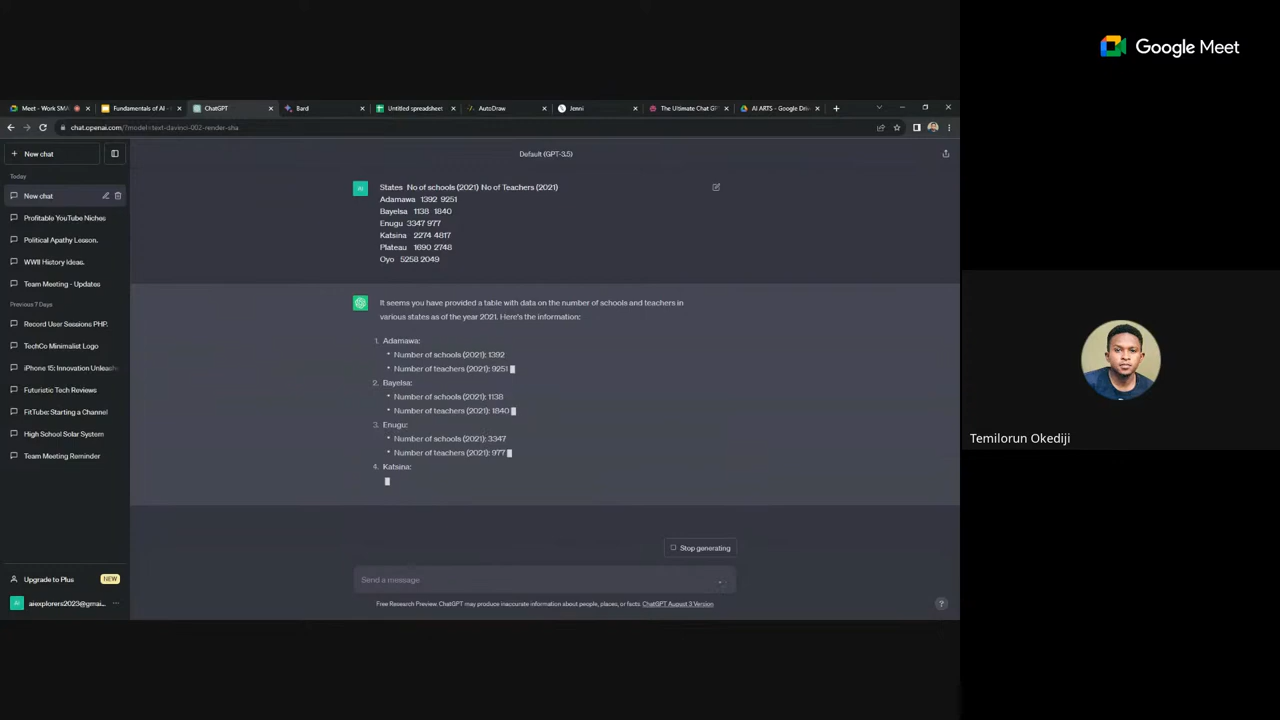 Google Meet
Meet - Work SMA
Fundamentals of AI
ChatGPT
Bard
Untitled spreadsheet
AutoDraw
Jenni
The Ultimate Chat GP
AI ARTS - Google Driv
chat.openai.com/?model=text-davinci-002-render-sha
New chat
Default (GPT-3.5)
Today
New chat
Profitable YouTube Niches
Political Apathy Lesson.
WWII History Ideas.
Team Meeting - Updates
Previous 7 Days
Record User Sessions PHP.
TechCo Minimalist Logo
iPhone 15: Innovation Unleash
Futuristic Tech Reviews
FitTube: Starting a Channel
High School Solar System
Team Meeting Reminder
Upgrade to Plus NEW
aiexplorers2023@gmai...
States No of schools (2021) No of Teachers (2021)
Adamawa 1392 9251
Bayelsa 1138 1840
Enugu 3347 977
Katsina 2274 4817
Plateau 1690 2748
Oyo 5258 2049
It seems you have provided a table with data on the number of schools and teachers in
various states as of the year 2021. Here's the information:
1. Adamawa:
• Number of schools (2021): 1392
• Number of teachers (2021): 9251
2. Bayelsa:
• Number of schools (2021): 1138
• Number of teachers (2021): 1840
3. Enugu:
• Number of schools (2021): 3347
• Number of teachers (2021): 977
4. Katsina:
Stop generating
Send a message
Free Research Preview. ChatGPT may produce inaccurate information about people, places, or facts. ChatGPT August 3 Version
?
Temilorun Okediji